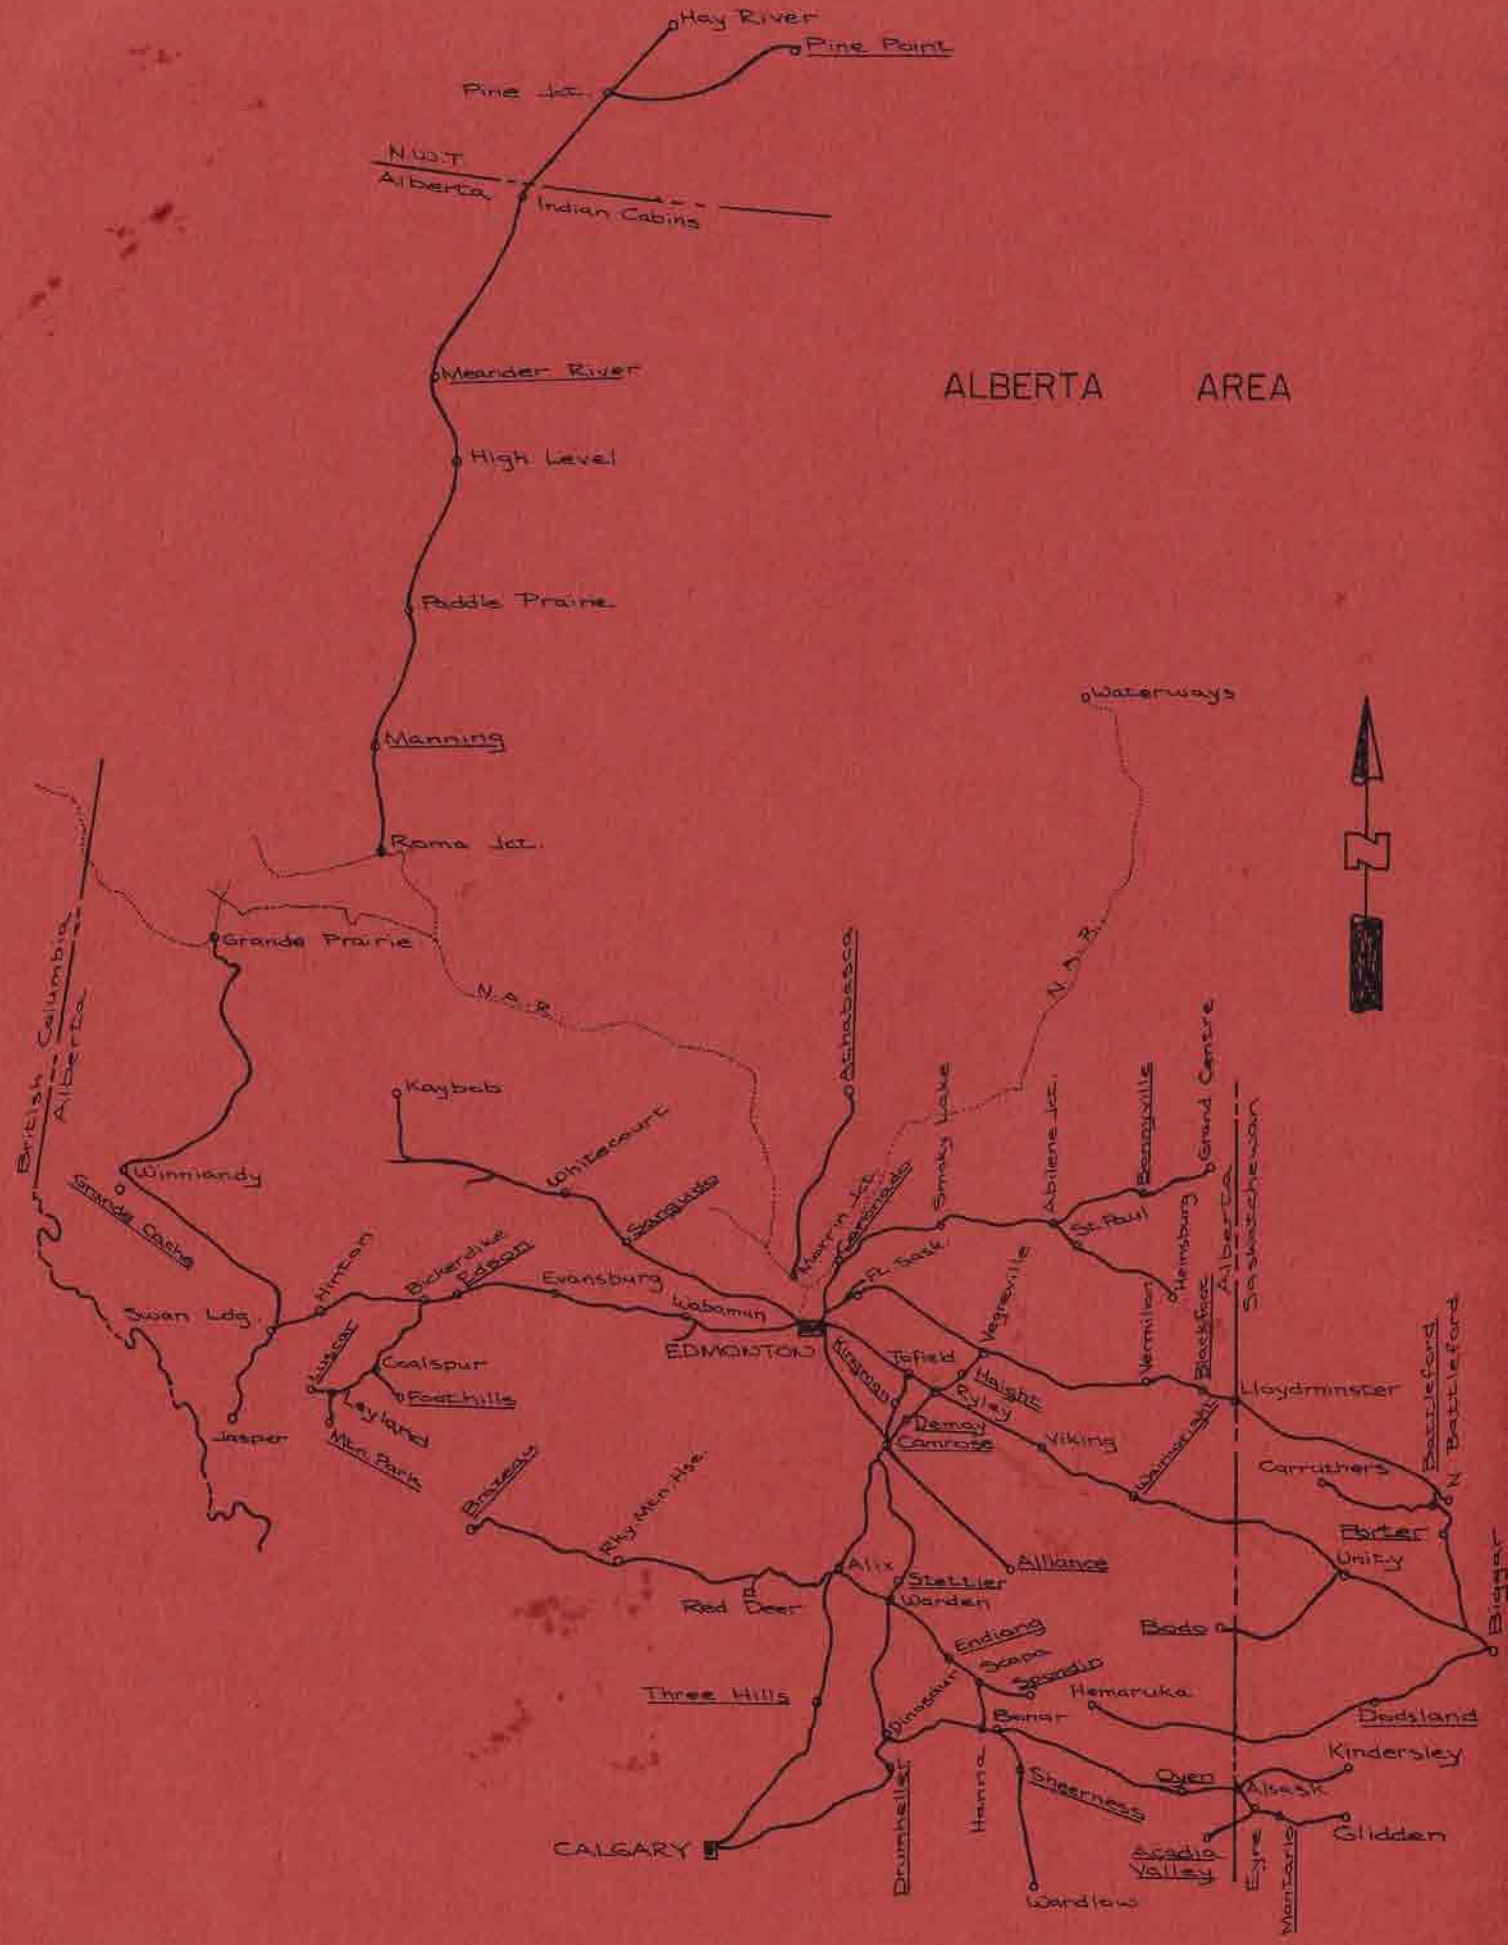 Hay River
Pine Point
Pine Jct.
N.W.T
Alberta
Indian Cabins
Meander River
ALBERTA AREA
High Level
Paddle Prairie
Waterways
Manning
Roma Jct.
N
British Columbia
Alberta
Grande Prairie
N.A.R.
N.A.R.
Athabasca
Kaybob
Whitecourt
Sangudo
Smoky Lake
Abilene Jct.
Bonnyville
Grand Centre
Winniandy
Grande Cache
Morrin Jct.
Carbondo
St. Paul
Heinsburg
Alberta
Saskatchewan
Hinton
Bickerdike
Edson
Evansburg
Wabamun
Ft. Sask.
Vegreville
Vermilion
Blackfoot
Swan Ldg.
Luscar
Coalspur
Foothills
EDMONTON
Kingman
Tofield
Haight
Ryley
Lloydminster
Battleford
N. Battleford
Jasper
Leyland
Mtn. Park
Demay
Camrose
Viking
Wainwright
Carruthers
Brazeau
Rky. Mtn. Hse.
Porter
Alix
Alliance
Unity
Biggar
Stettler
Red Deer
Warden
Bodo
Endiang
Scapa
Spondin
Three Hills
Dinosaur
Hemaruka
Bonar
Dodsland
Kindersley
Hanna
Sheerness
Oyen
Alsask
CALGARY
Drumheller
Acadia
Valley
Eyre
Mantario
Glidden
Wardlow